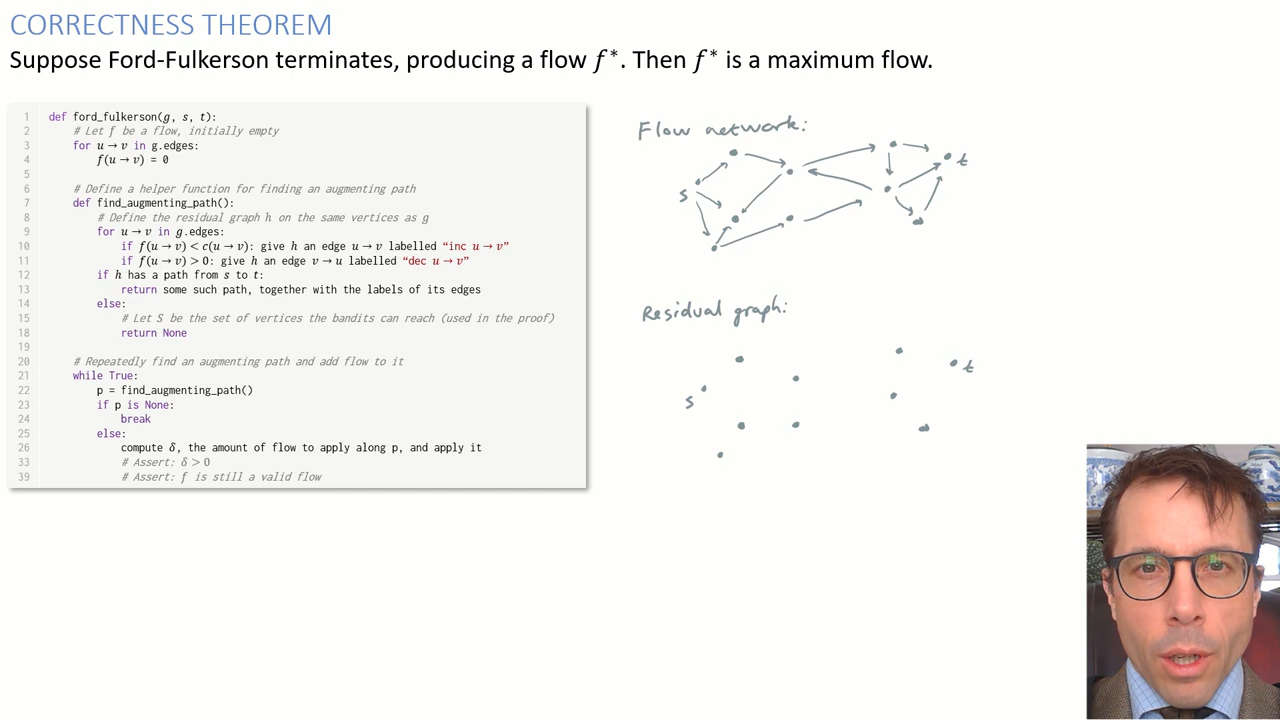 CORRECTNESS THEOREM
Suppose Ford-Fulkerson terminates, producing a flow f*. Then f* is a maximum flow.
1 def ford_fulkerson(g, s, t):
2 # Let f be a flow, initially empty
3 for u → v in g.edges:
4 f(u → v) = 0
5
6 # Define a helper function for finding an augmenting path
7 def find_augmenting_path():
8 # Define the residual graph h on the same vertices as g
9 for u → v in g.edges:
10 if f(u → v) < c(u → v): give h an edge u → v labelled “inc u → v”
11 if f(u → v) > 0: give h an edge v → u labelled “dec u → v”
12 if h has a path from s to t:
13 return some such path, together with the labels of its edges
14 else:
15 # Let S be the set of vertices the bandits can reach (used in the proof)
18 return None
19
20 # Repeatedly find an augmenting path and add flow to it
21 while True:
22 p = find_augmenting_path()
23 if p is None:
24 break
25 else:
26 compute δ, the amount of flow to apply along p, and apply it
33 # Assert: δ > 0
39 # Assert: f is still a valid flow
Flow network:
s
t
Residual graph:
s
t